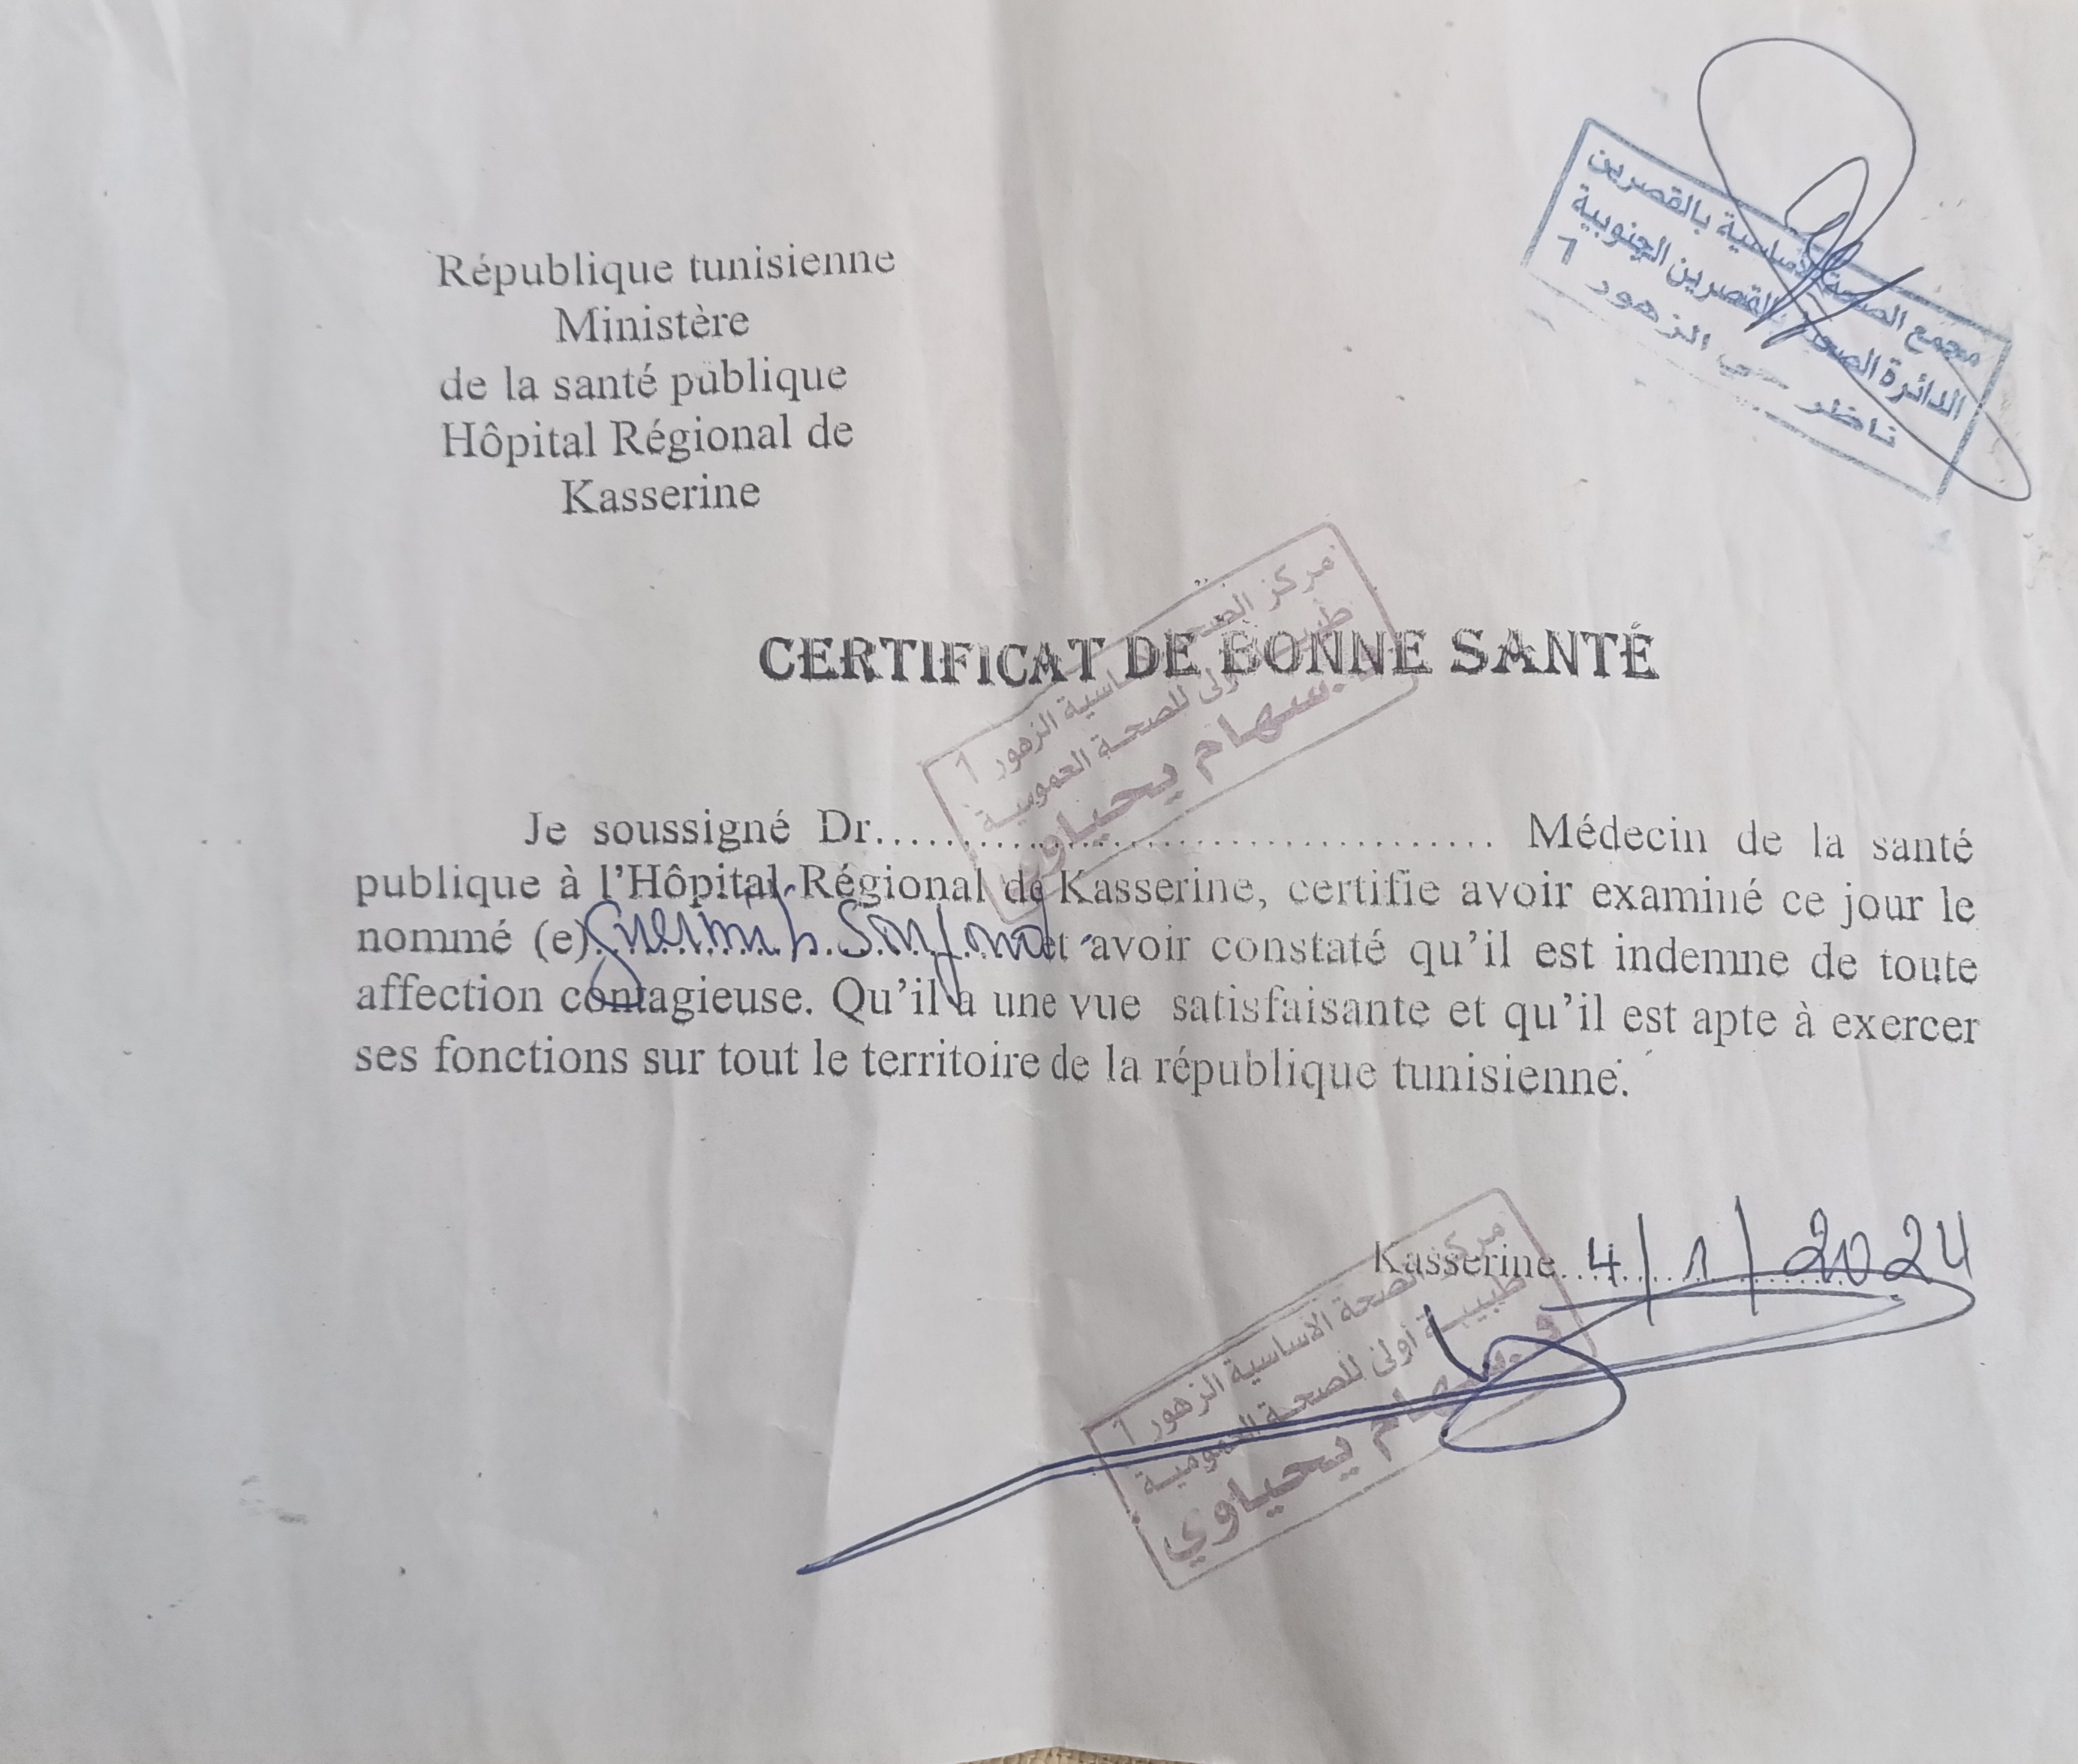 République tunisienne
Ministère
de la santé publique
Hôpital Régional de
Kasserine
مجمع الصحة الأساسية بالقصرين
الدائرة الصحية بالقصرين الجنوبية
ناظر حي الزهور 1
CERTIFICAT DE BONNE SANTÉ
مركز الصحة الأساسية الزهور 1
أولى للصحة العمومية
سهام يحياوي
Je soussigné Dr............................................ Médecin de la santé
publique à l'Hôpital Régional de Kasserine, certifie avoir examiné ce jour le
nommé (e) et avoir constaté qu'il est indemne de toute
affection contagieuse. Qu'il a une vue satisfaisante et qu'il est apte à exercer
ses fonctions sur tout le territoire de la république tunisienne.
Kasserine 4/1/2024
مركز الصحة الأساسية الزهور 1
طبيبة أولى للصحة العمومية
سهام يحياوي